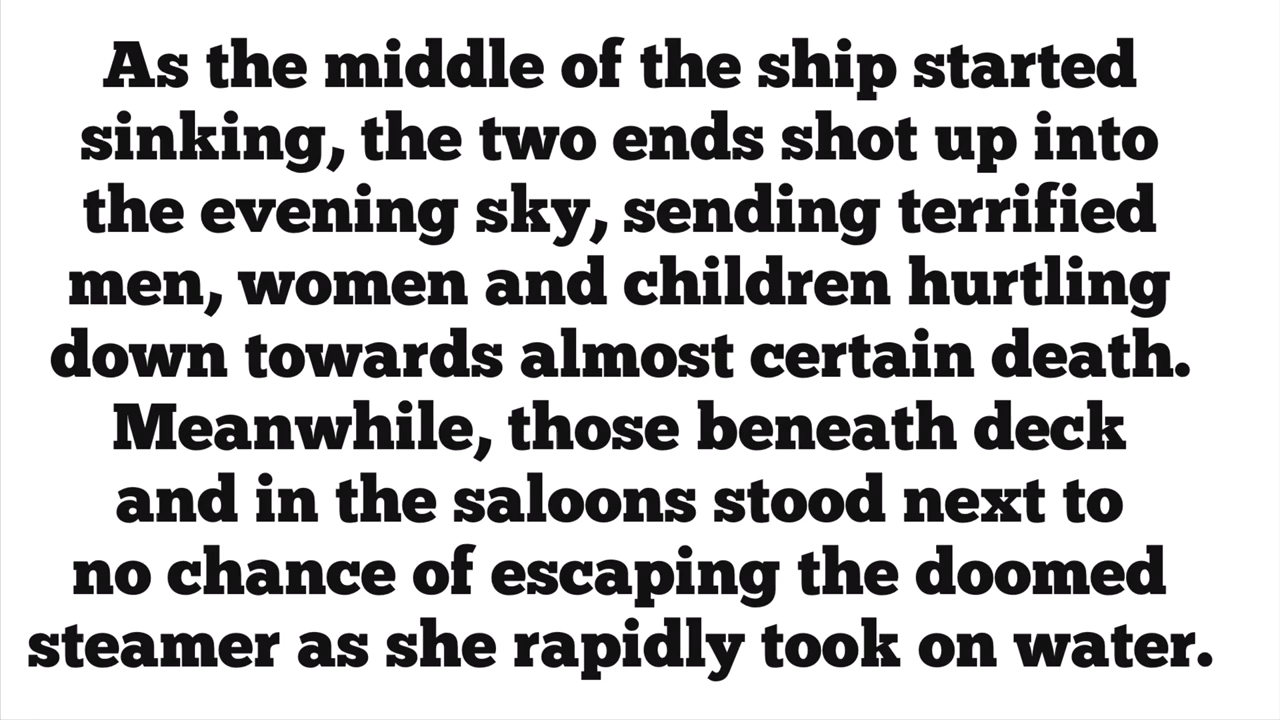 As the middle of the ship started
sinking, the two ends shot up into
the evening sky, sending terrified
men, women and children hurtling
down towards almost certain death.
Meanwhile, those beneath deck
and in the saloons stood next to
no chance of escaping the doomed
steamer as she rapidly took on water.